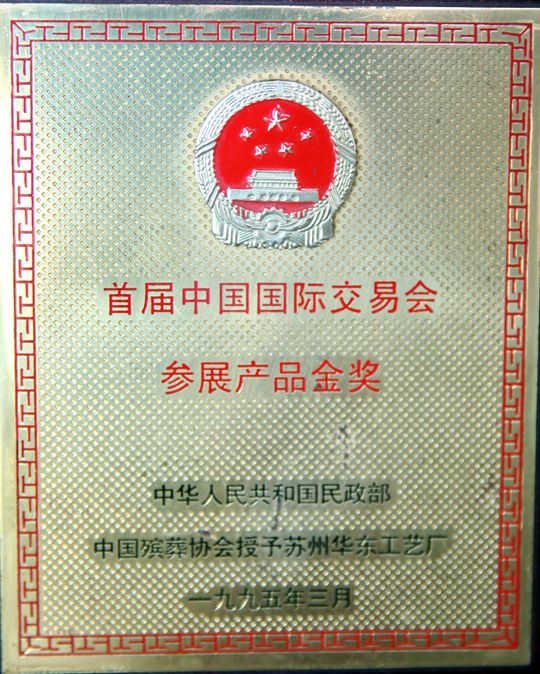 首届中国国际交易会
参展产品金奖
中华人民共和国民政部
中国殡葬协会授予苏州华东工艺厂
一九九五年三月